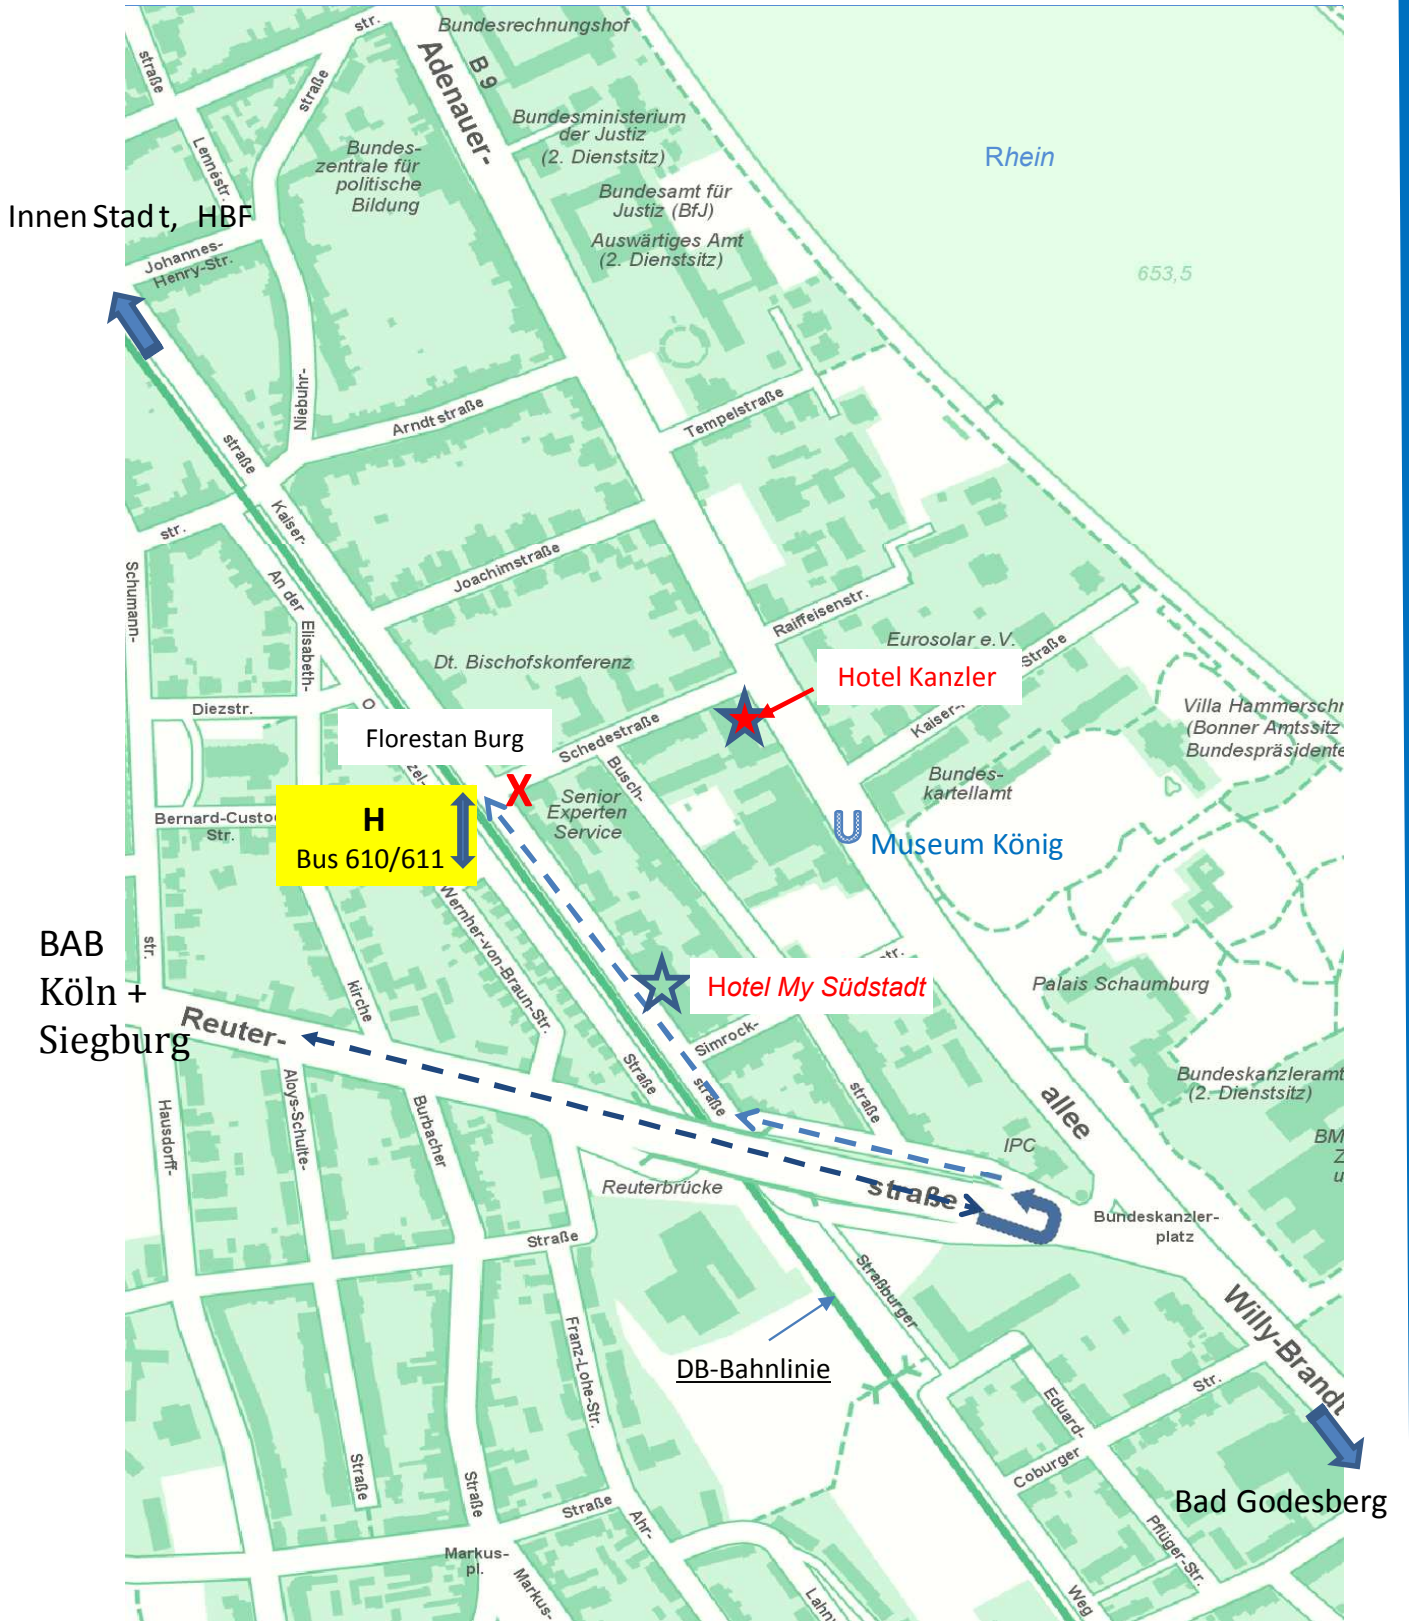 str.
Bundesrechnungshof
straße
straße
Adenauer-
B 9
Bundesministerium
der Justiz
(2. Dienstsitz)
Lennéstr.
Bundes-
zentrale für
politische
Bildung
Rhein
Bundesamt für
Justiz (BfJ)
Innen Stadt, HBF
Auswärtiges Amt
(2. Dienstsitz)
Johannes-
Henry-Str.
653,5
Niebuhr-
Arndtstraße
Tempelstraße
straße
Kaiser-
str.
Joachimstraße
Schumann-
An der
Elisabeth-
Raiffeisenstr.
Eurosolar e.V.
Straße
Dt. Bischofskonferenz
Hotel Kanzler
Kaiser-
Diezstr.
Villa Hammerschr
(Bonner Amtssitz
Bundespräsidente
Florestan Burg
zel-
Schedestraße
Busch-
Bundes-
kartellamt
X
Senior
Experten
Service
Bernard-Custo
Str.
H
Bus 610/611
U
Museum König
Wernher-von-Braun-Str.
BAB
Köln +
Siegburg
str.
kirche
Hotel My Südstadt
str.
Palais Schaumburg
Reuter-
Simrock-
Straße
straße
straße
allee
Bundeskanzleramt
(2. Dienstsitz)
Hausdorff-
Aloys-Schulte-
Burbacher
IPC
BM
Z
u
Reuterbrücke
straße
Bundeskanzler-
platz
Straße
Straßburger
Willy-Brandt
Franz-Lohe-Str.
DB-Bahnlinie
Eduard-
Str.
Coburger
Straße
Straße
Straße
Ahr-
Bad Godesberg
Pflüger-Str.
Markus-
pl.
Markus-
Lahn
Weg